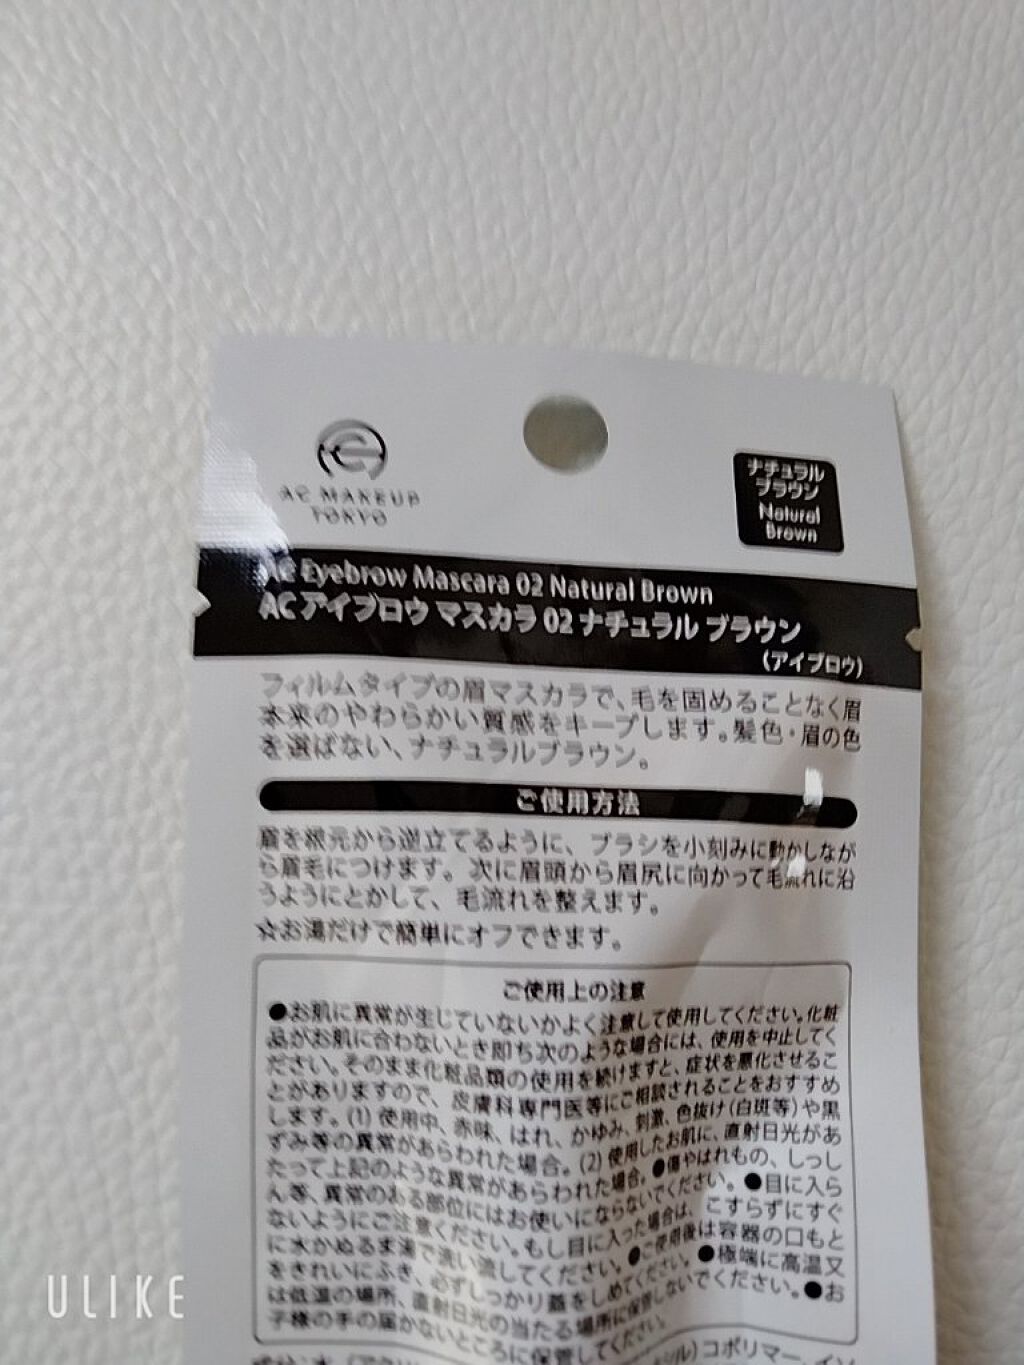 AC MAKEUP
TOKYO
ナチュラル
ブラウン
Natural
Brown
AC Eyebrow Mascara 02 Natural Brown
AC アイブロウ マスカラ 02 ナチュラル ブラウン
(アイブロウ)
フィルムタイプの眉マスカラで、毛を固めることなく眉
本来のやわらかい質感をキープします。髪色・眉の色
を選ばない、ナチュラルブラウン。
ご使用方法
眉を根元から逆立てるように、ブラシを小刻みに動かしなが
ら眉毛につけます。次に眉頭から眉尻に向かって毛流れに沿
うようにとかして、毛流れを整えます。
☆お湯だけで簡単にオフできます。
ご使用上の注意
●お肌に異常が生じていないかよく注意して使用してください。化粧
品がお肌に合わないとき即ち次のような場合には、使用を中止してく
ださい。そのまま化粧品類の使用を続けますと、症状を悪化させるこ
とがありますので、皮膚科専門医等にご相談されることをおすすめ
します。(1) 使用中、赤味、はれ、かゆみ、刺激、色抜け(白斑等)や黒
ずみ等の異常があらわれた場合。(2) 使用したお肌に、直射日光があ
たって上記のような異常があらわれた場合。●傷やはれもの、しっし
ん等、異常のある部位にはお使いにならないでください。●目に入ら
ないようにご注意ください。もし目に入った場合は、こすらずにすぐ
に水かぬるま湯で洗い流してください。●ご使用後は容器の口もと
をきれいにふき、必ずしっかり蓋をしめてください。●極端に高温又
は低温の場所、直射日光の当たる場所に保管しないでください。●お
子様の手の届かないところに保管してください。
コポリマー、
ULIKE